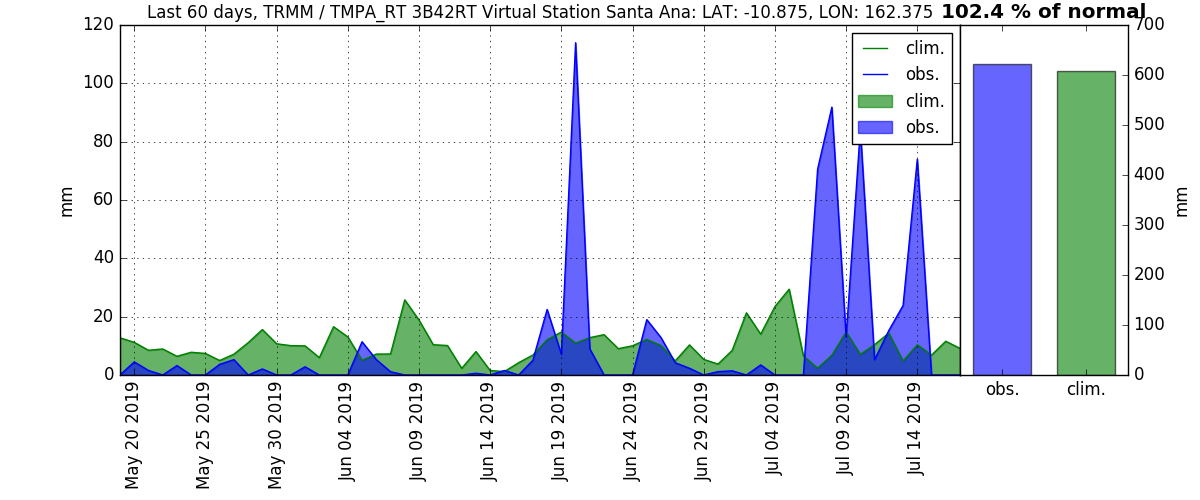 Last 60 days, TRMM / TMPA_RT 3B42RT Virtual Station Santa Ana: LAT: -10.875, LON: 162.375 102.4 % of normal
120
100
80
60
40
20
0
mm
clim.
obs.
clim.
obs.
700
600
500
400
300
200
100
0
mm
May 20 2019
May 25 2019
May 30 2019
Jun 04 2019
Jun 09 2019
Jun 14 2019
Jun 19 2019
Jun 24 2019
Jun 29 2019
Jul 04 2019
Jul 09 2019
Jul 14 2019
obs.
clim.